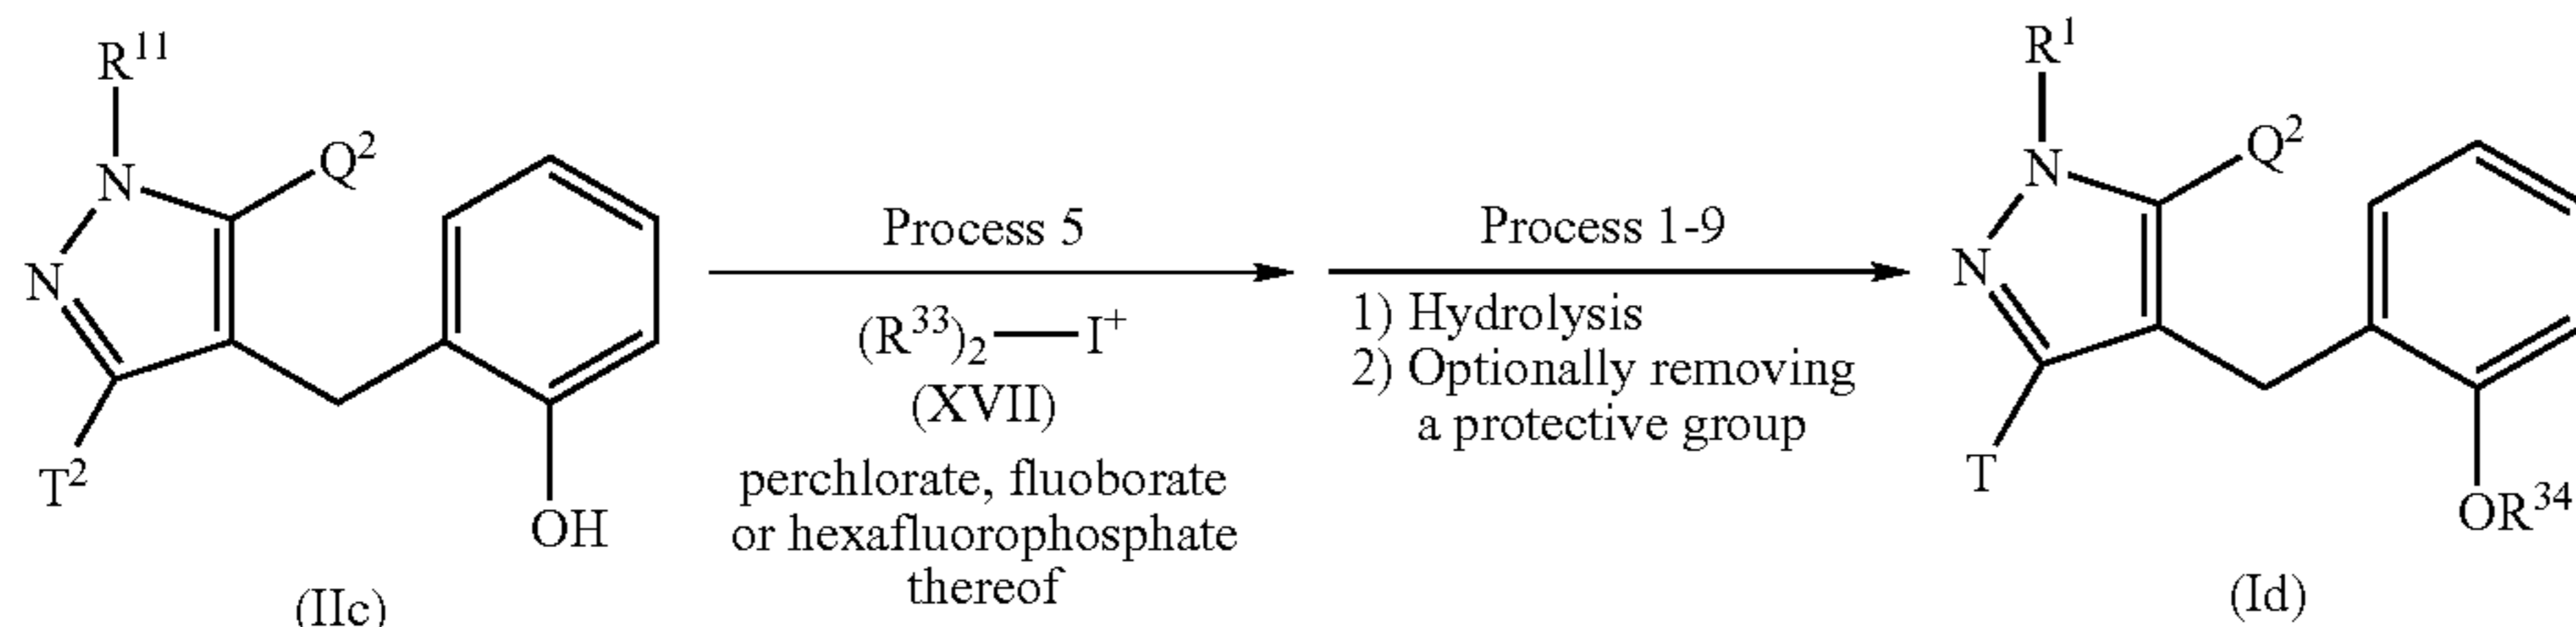 R¹¹
N
Q²
N
T²
OH
(IIc)
Process 5
(R³³)₂—I⁺
(XVII)
perchlorate, fluoborate
or hexafluorophosphate
thereof
Process 1-9
1) Hydrolysis
2) Optionally removing
a protective group
R¹
N
Q²
N
T
OR³⁴
(Id)